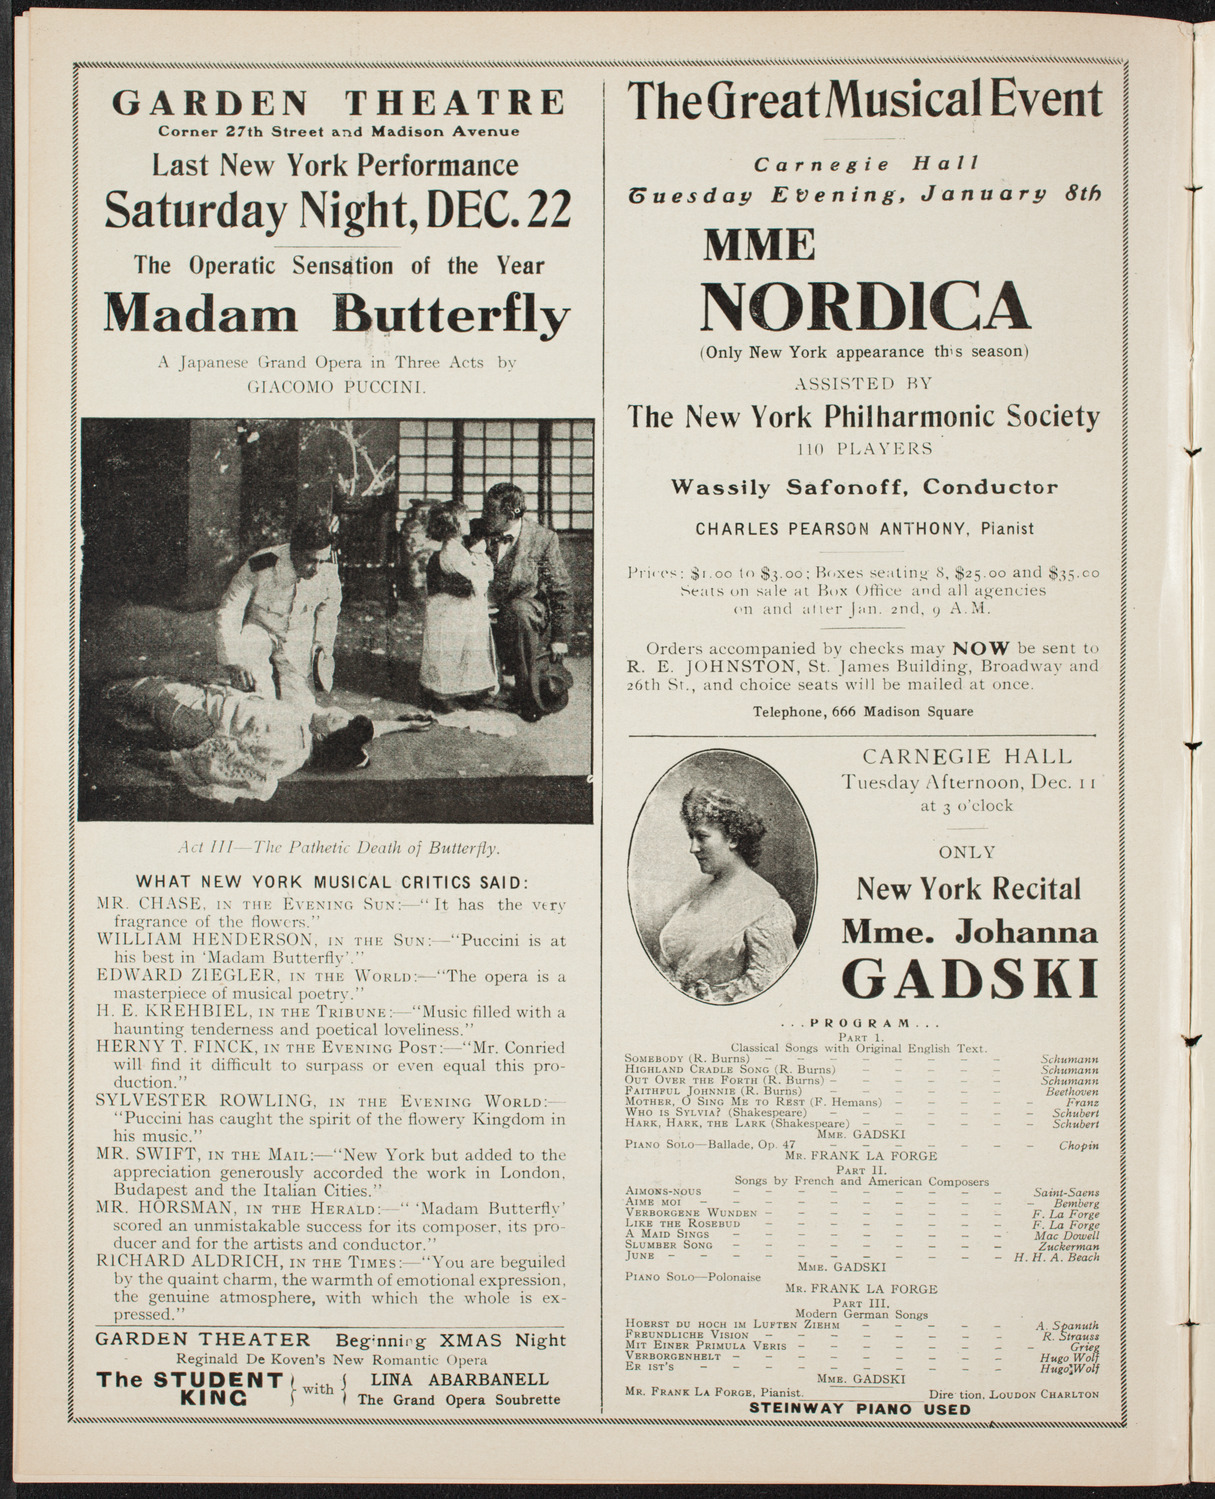 GARDEN THEATRE
Corner 27th Street and Madison Avenue
Last New York Performance
Saturday Night, DEC. 22
The Operatic Sensation of the Year
Madam Butterfly
A Japanese Grand Opera in Three Acts by
GIACOMO PUCCINI.
Act III—The Pathetic Death of Butterfly.
WHAT NEW YORK MUSICAL CRITICS SAID:
MR. CHASE, IN THE EVENING SUN:—“It has the very
fragrance of the flowers.”
WILLIAM HENDERSON, IN THE SUN:—“Puccini is at
his best in ‘Madam Butterfly’.”
EDWARD ZIEGLER, IN THE WORLD:—“The opera is a
masterpiece of musical poetry.”
H. E. KREHBIEL, IN THE TRIBUNE:—“Music filled with a
haunting tenderness and poetical loveliness.”
HERNY T. FINCK, IN THE EVENING POST:—“Mr. Conried
will find it difficult to surpass or even equal this pro-
duction.”
SYLVESTER ROWLING, IN THE EVENING WORLD:—
“Puccini has caught the spirit of the flowery Kingdom in
his music.”
MR. SWIFT, IN THE MAIL:—“New York but added to the
appreciation generously accorded the work in London,
Budapest and the Italian Cities.”
MR. HORSMAN, IN THE HERALD:—“ ‘Madam Butterfly’
scored an unmistakable success for its composer, its pro-
ducer and for the artists and conductor.”
RICHARD ALDRICH, IN THE TIMES:—“You are beguiled
by the quaint charm, the warmth of emotional expression,
the genuine atmosphere, with which the whole is ex-
pressed.”
GARDEN THEATER Beginning XMAS Night
Reginald De Koven's New Romantic Opera
The STUDENT KING } with { LINA ABARBANELL
The Grand Opera Soubrette
The Great Musical Event
Carnegie Hall
Tuesday Evening, January 8th
MME
NORDICA
(Only New York appearance this season)
ASSISTED BY
The New York Philharmonic Society
110 PLAYERS
Wassily Safonoff, Conductor
CHARLES PEARSON ANTHONY, Pianist
Prices: $1.00 to $3.00; Boxes seating 8, $25.00 and $35.00
Seats on sale at Box Office and all agencies
on and after Jan. 2nd, 9 A.M.
Orders accompanied by checks may NOW be sent to
R. E. JOHNSTON, St. James Building, Broadway and
26th St., and choice seats will be mailed at once.
Telephone, 666 Madison Square
CARNEGIE HALL
Tuesday Afternoon, Dec. 11
at 3 o'clock
ONLY
New York Recital
Mme. Johanna
GADSKI
...PROGRAM...
PART I.
Classical Songs with Original English Text.
SOMEBODY (R. Burns) – – – – – – – – Schumann
HIGHLAND CRADLE SONG (R. Burns) – – – – – – Schumann
OUT OVER THE FORTH (R. Burns) – – – – – – Schumann
FAITHFUL JOHNNIE (R. Burns) – – – – – – Beethoven
MOTHER, O SING ME TO REST (F. Hemans) – – – – – Franz
WHO IS SYLVIA? (Shakespeare) – – – – – – Schubert
HARK, HARK, THE LARK (Shakespeare) – – – – – Schubert
MME. GADSKI
PIANO SOLO—Ballade, Op. 47 – – – – – – – Chopin
MR. FRANK LA FORGE
PART II.
Songs by French and American Composers
AIMONS-NOUS – – – – – – – – – Saint-Saens
AIME MOI – – – – – – – – – – Bemberg
VERBORGENE WUNDEN – – – – – – – – F. La Forge
LIKE THE ROSEBUD – – – – – – – – F. La Forge
A MAID SINGS – – – – – – – – – Mac Dowell
SLUMBER SONG – – – – – – – – – Zuckerman
JUNE – – – – – – – – – – – H. H. A. Beach
MME. GADSKI
PIANO SOLO—Polonaise
MR. FRANK LA FORGE
PART III.
Modern German Songs
HOERST DU HOCH IM LUFTEN ZIEHM – – – – – A. Spanuth
FREUNDLICHE VISION – – – – – – – – R. Strauss
MIT EINER PRIMULA VERIS – – – – – – – Grieg
VERBORGENHELT – – – – – – – – – Hugo Wolf
ER IST'S – – – – – – – – – – Hugo Wolf
MME. GADSKI
MR. FRANK LA FORGE, Pianist. Dire tion, LOUDON CHARLTON
STEINWAY PIANO USED